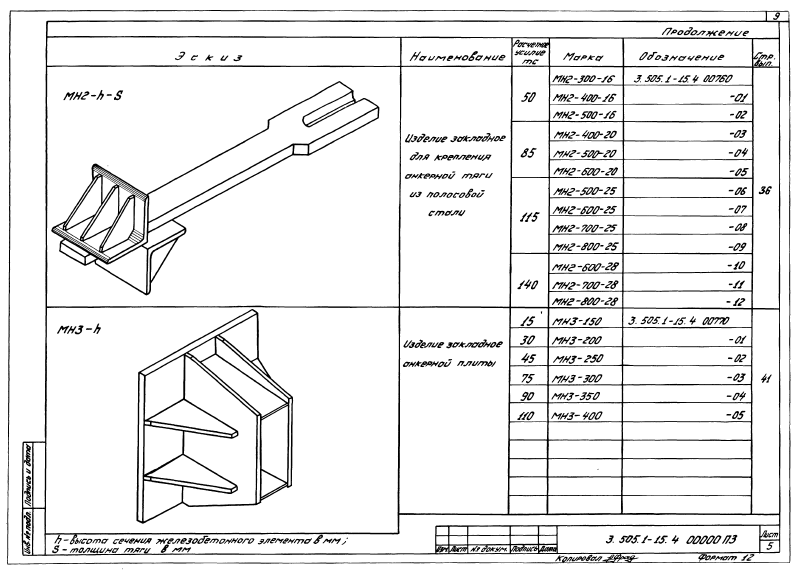 9
Продолжение
Эскиз
Наименование
Расчетное усилие тс
Марка
Обозначение
Стр. вып.
МН2-h-S
Изделие закладное
для крепления
анкерной тяги
из полосовой
стали
50
МН2-300-16 3.505.1-15.4 00760
МН2-400-16 -01
МН2-500-16 -02
85
МН2-400-20 -03
МН2-500-20 -04
МН2-600-20 -05
115
МН2-500-25 -06
МН2-600-25 -07
МН2-700-25 -08
МН2-800-25 -09
140
МН2-600-28 -10
МН2-700-28 -11
МН2-800-28 -12
36
МН3-h
Изделие закладное
анкерной плиты
15 МН3-150 3.505.1-15.4 00770
30 МН3-200 -01
45 МН3-250 -02
75 МН3-300 -03
90 МН3-350 -04
110 МН3-400 -05
41
h-высота сечения железобетонного элемента в мм;
S-толщина тяги в мм
Инв.№ подл. Подпись и дата
Изм. Лист № докум. Подпись Дата
3.505.1-15.4 00000 ПЗ
Лист
5
Копировал
Формат 12